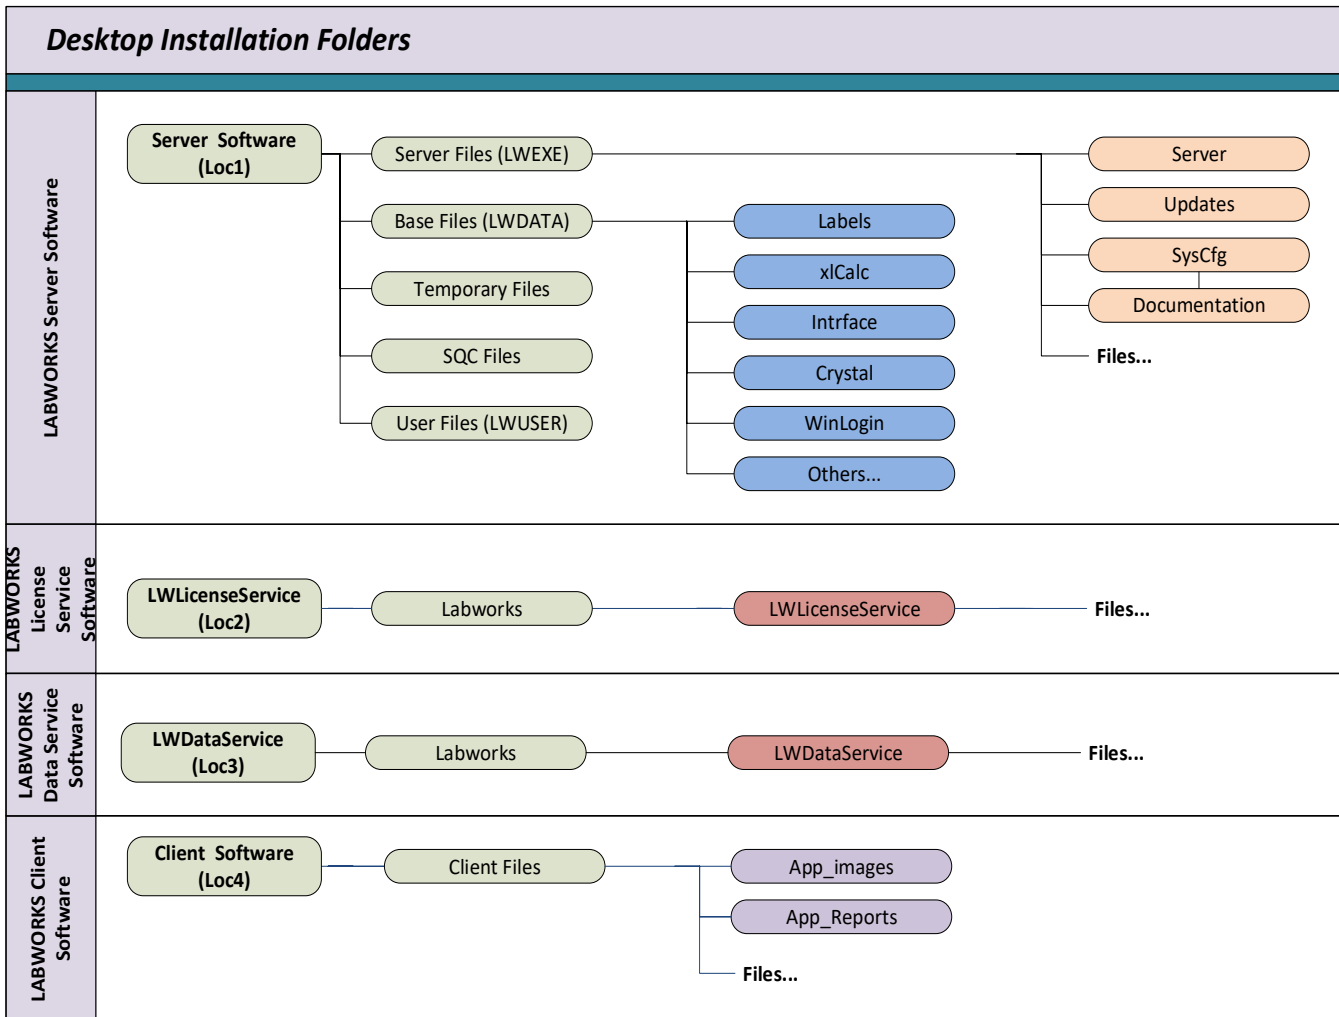 Desktop Installation Folders
LABWORKS Server Software
Server Software
(Loc1)
Server Files (LWEXE)
Base Files (LWDATA)
Temporary Files
SQC Files
User Files (LWUSER)
Labels
xlCalc
Intrface
Crystal
WinLogin
Others...
Server
Updates
SysCfg
Documentation
Files...
LABWORKS
License
Service
Software
LWLicenseService
(Loc2)
Labworks
LWLicenseService
Files...
LABWORKS
Data Service
Software
LWDataService
(Loc3)
Labworks
LWDataService
Files...
LABWORKS Client
Software
Client Software
(Loc4)
Client Files
App_images
App_Reports
Files...